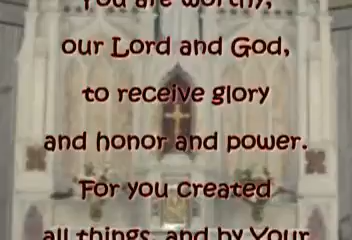 You are worthy,
our Lord and God,
to receive glory
and honor and power.
For you created
all things, and by Your